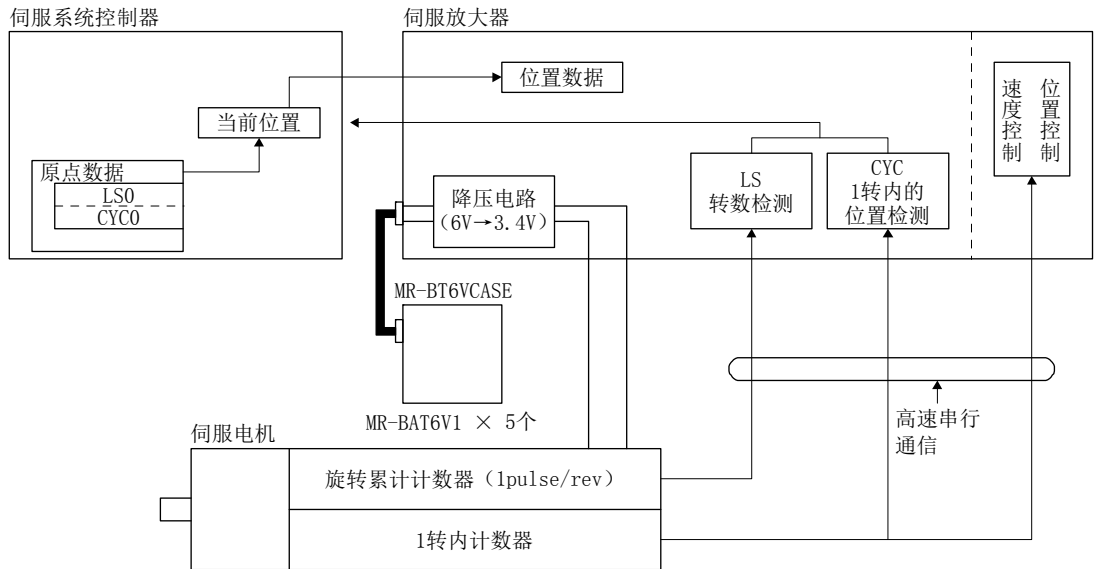 伺服系统控制器
伺服放大器
位置数据
当前位置
原点数据
LS0
CYC0
降压电路
（6V→3.4V）
LS
转数检测
CYC
1转内的
位置检测
速度控制
位置控制
MR-BT6VCASE
MR-BAT6V1 × 5个
高速串行
通信
伺服电机
旋转累计计数器（1pulse/rev）
1转内计数器